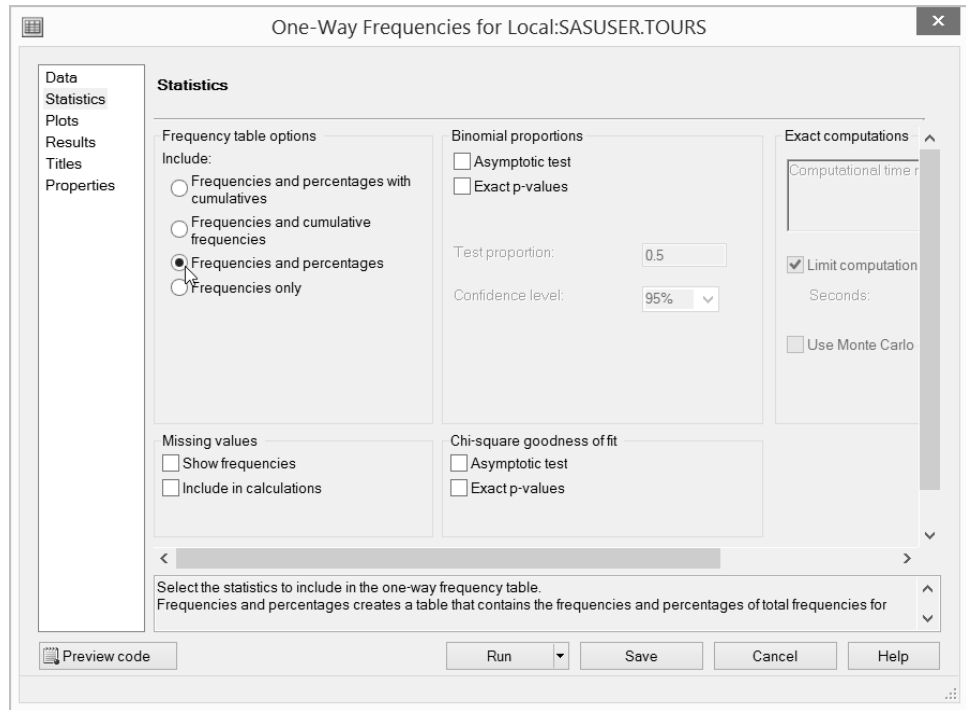 One-Way Frequencies for Local:SASUSER.TOURS
Data
Statistics
Plots
Results
Titles
Properties
Statistics
Frequency table options
Include:
Frequencies and percentages with
cumulatives
Frequencies and cumulative
frequencies
Frequencies and percentages
Frequencies only
Binomial proportions
Asymptotic test
Exact p-values
Test proportion:
0.5
Confidence level:
95%
Exact computations
Computational time r
Limit computation
Seconds:
Use Monte Carlo
Missing values
Show frequencies
Include in calculations
Chi-square goodness of fit
Asymptotic test
Exact p-values
Select the statistics to include in the one-way frequency table.
Frequencies and percentages creates a table that contains the frequencies and percentages of total frequencies for
Preview code
Run
Save
Cancel
Help